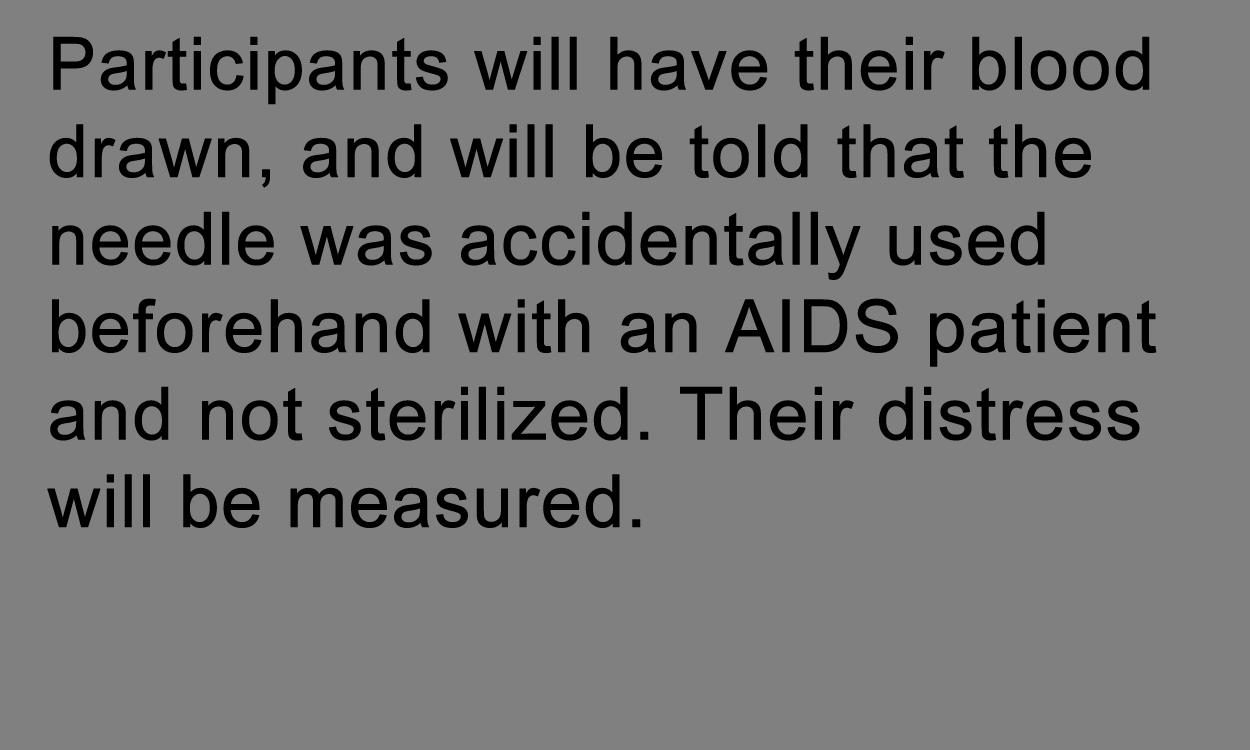 Participants will have their blood
drawn, and will be told that the
needle was accidentally used
beforehand with an AIDS patient
and not sterilized. Their distress
will be measured.